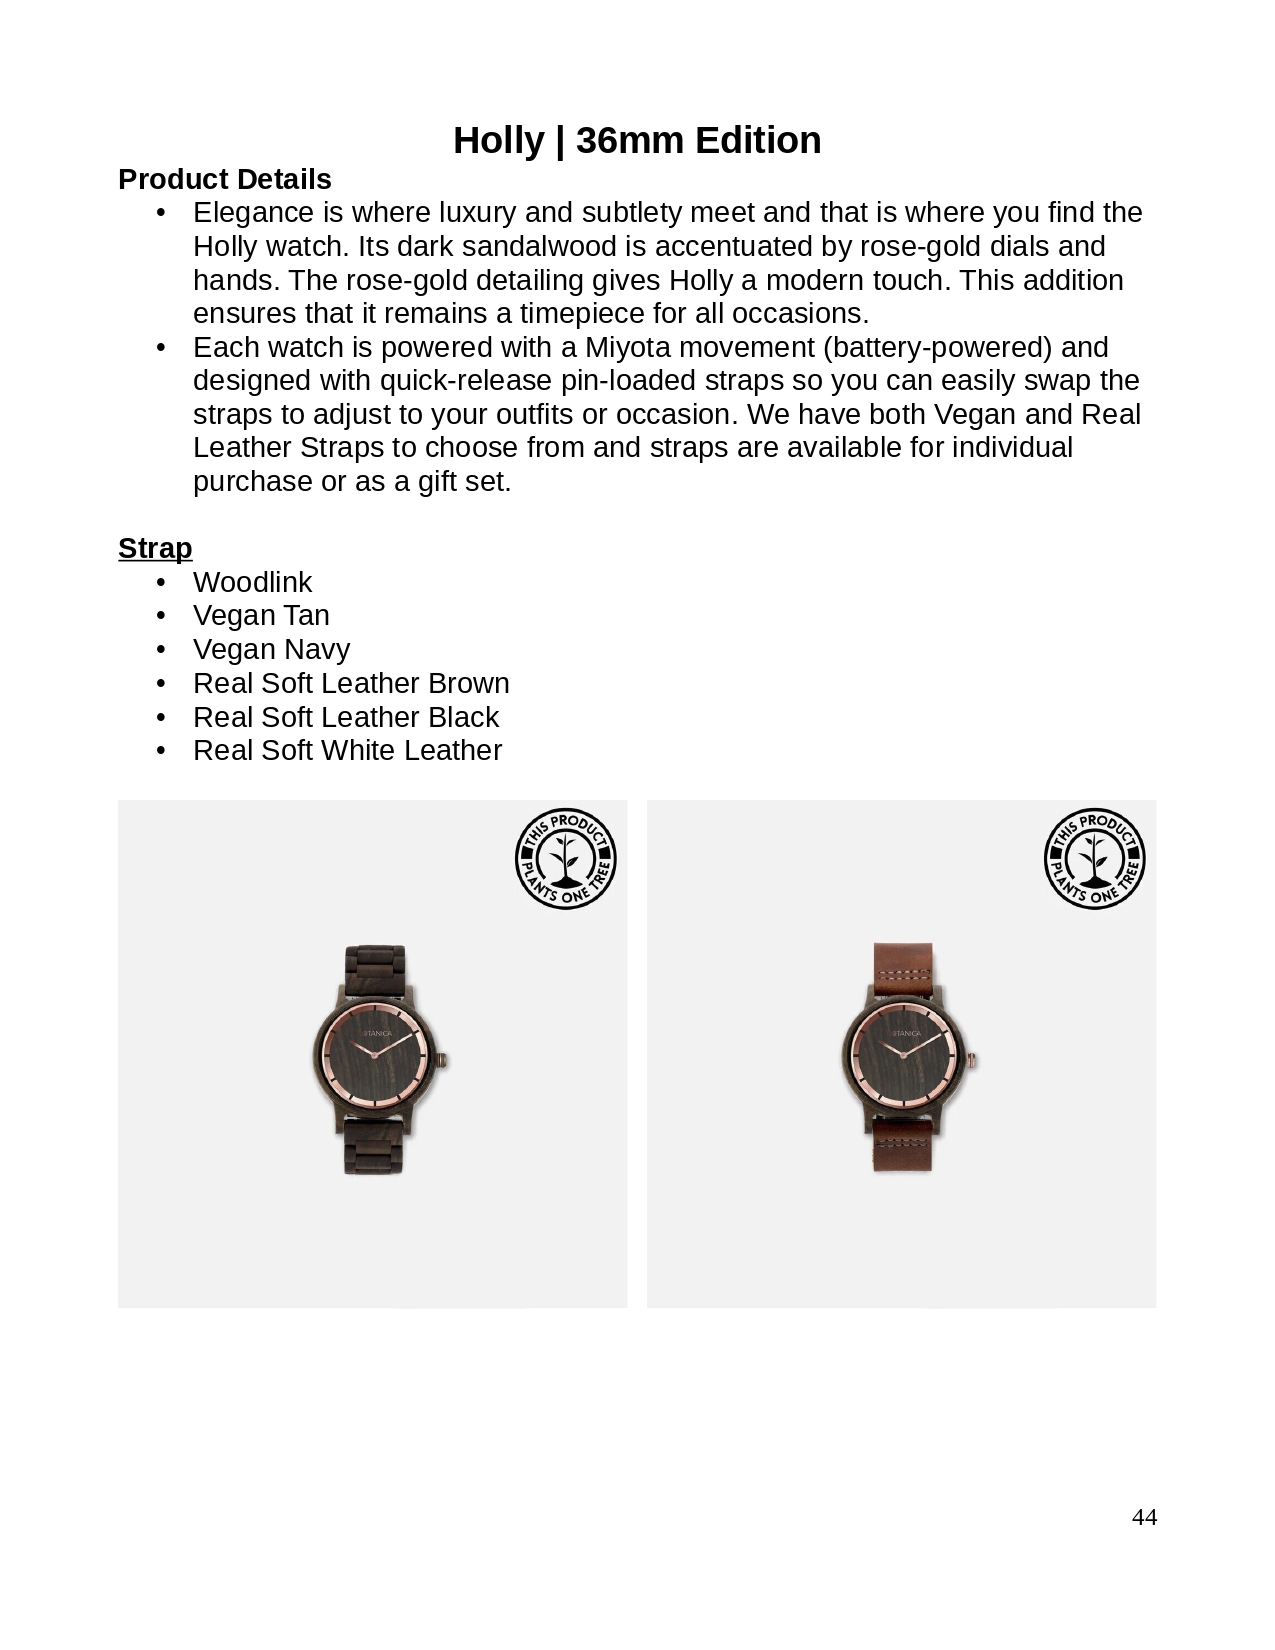 Holly | 36mm Edition
Product Details
• Elegance is where luxury and subtlety meet and that is where you find the
Holly watch. Its dark sandalwood is accentuated by rose-gold dials and
hands. The rose-gold detailing gives Holly a modern touch. This addition
ensures that it remains a timepiece for all occasions.
• Each watch is powered with a Miyota movement (battery-powered) and
designed with quick-release pin-loaded straps so you can easily swap the
straps to adjust to your outfits or occasion. We have both Vegan and Real
Leather Straps to choose from and straps are available for individual
purchase or as a gift set.
Strap
• Woodlink
• Vegan Tan
• Vegan Navy
• Real Soft Leather Brown
• Real Soft Leather Black
• Real Soft White Leather
THIS PRODUCT
PLANTS ONE TREE
THIS PRODUCT
PLANTS ONE TREE
44